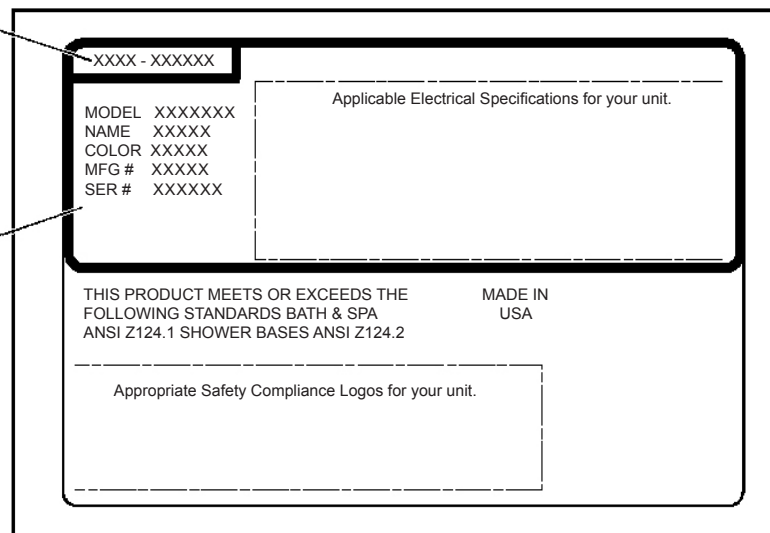 XXXX - XXXXXX
Applicable Electrical Specifications for your unit.
MODEL XXXXXXX
NAME XXXXX
COLOR XXXXX
MFG # XXXXX
SER # XXXXXX
THIS PRODUCT MEETS OR EXCEEDS THE
FOLLOWING STANDARDS BATH & SPA
ANSI Z124.1 SHOWER BASES ANSI Z124.2
MADE IN
USA
Appropriate Safety Compliance Logos for your unit.